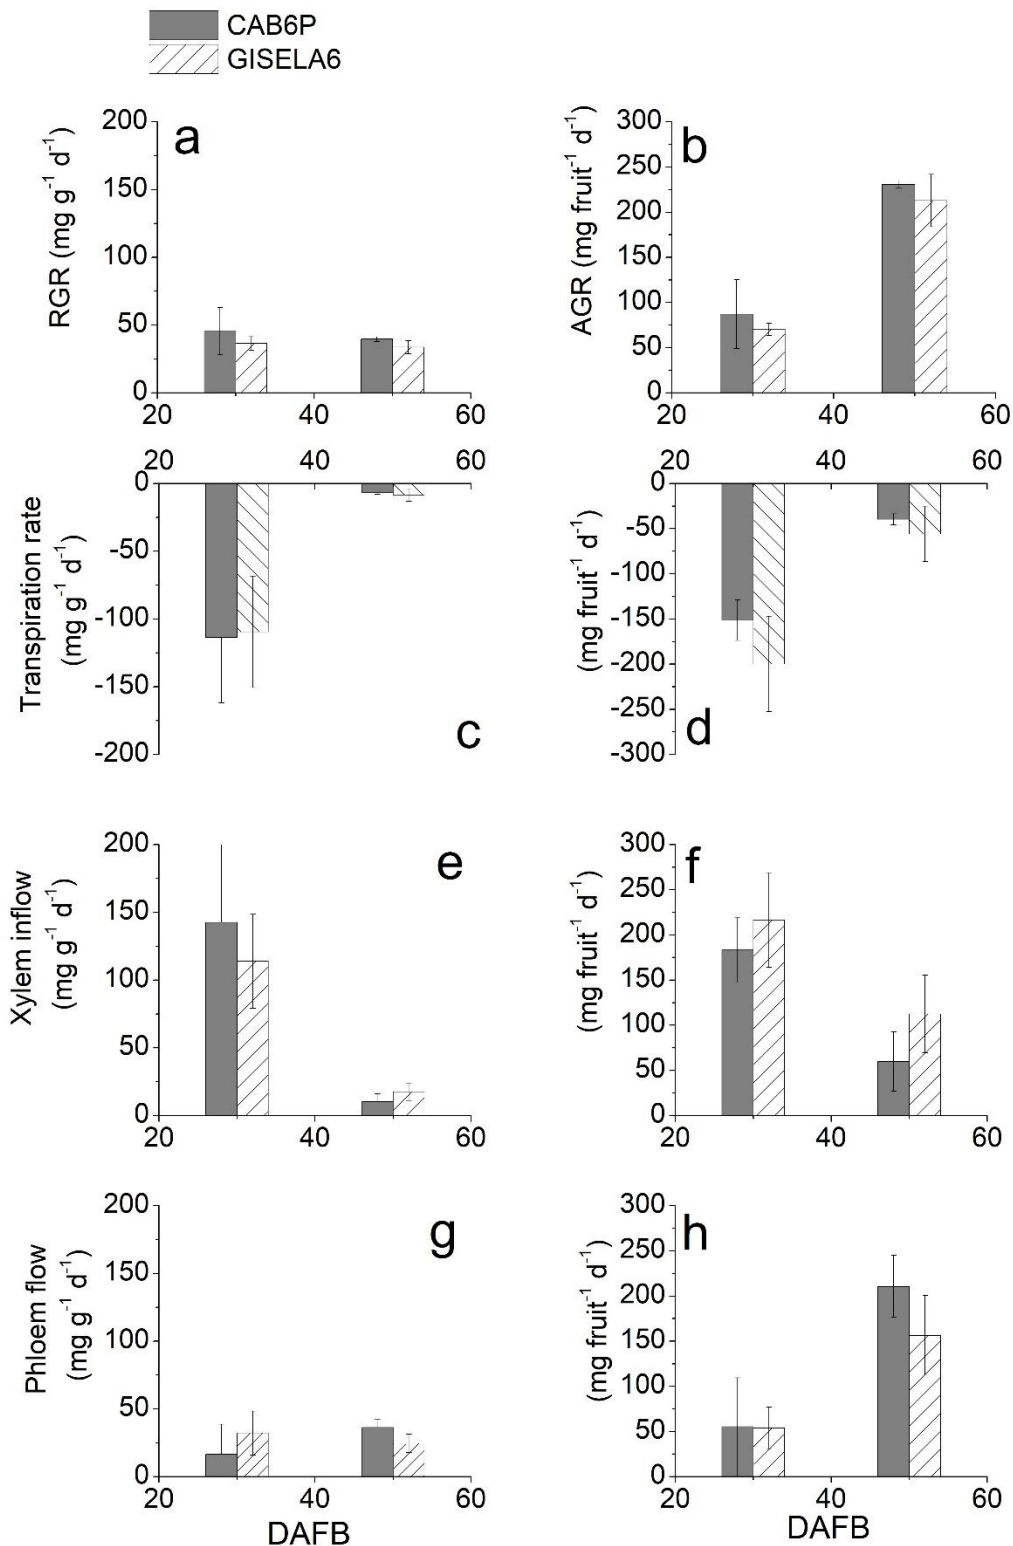 CAB6P
GISELA6
a
RGR (mg g⁻¹ d⁻¹)
200
150
100
50
0
20 40 60
b
AGR (mg fruit⁻¹ d⁻¹)
300
250
200
150
100
50
0
20 40 60
20 40 60
Transpiration rate
(mg g⁻¹ d⁻¹)
0
-50
-100
-150
-200
c
20 40 60
(mg fruit⁻¹ d⁻¹)
0
-50
-100
-150
-200
-250
-300
d
Xylem inflow
(mg g⁻¹ d⁻¹)
200
150
100
50
0
e
20 40 60
(mg fruit⁻¹ d⁻¹)
300
250
200
150
100
50
0
f
20 40 60
Phloem flow
(mg g⁻¹ d⁻¹)
200
150
100
50
0
g
20 40 60
DAFB
(mg fruit⁻¹ d⁻¹)
300
250
200
150
100
50
0
h
20 40 60
DAFB